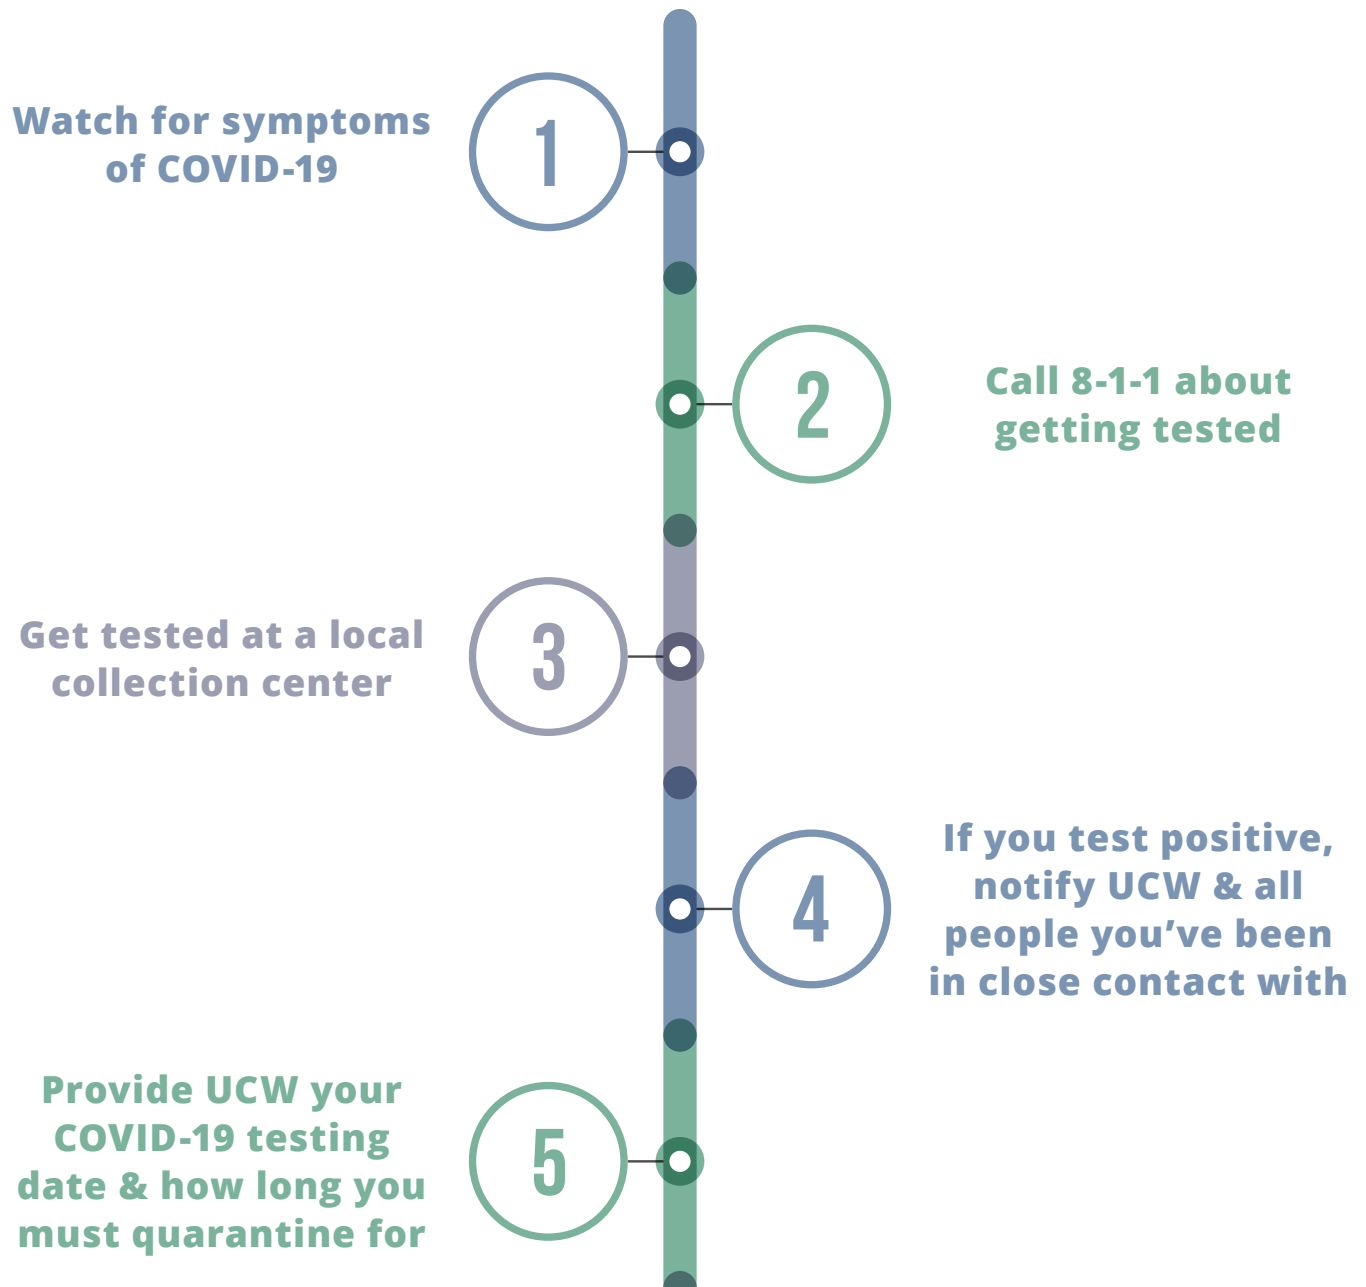 Watch for symptoms
of COVID-19
1
2
Call 8-1-1 about
getting tested
Get tested at a local
collection center
3
4
If you test positive,
notify UCW & all
people you’ve been
in close contact with
Provide UCW your
COVID-19 testing
date & how long you
must quarantine for
5